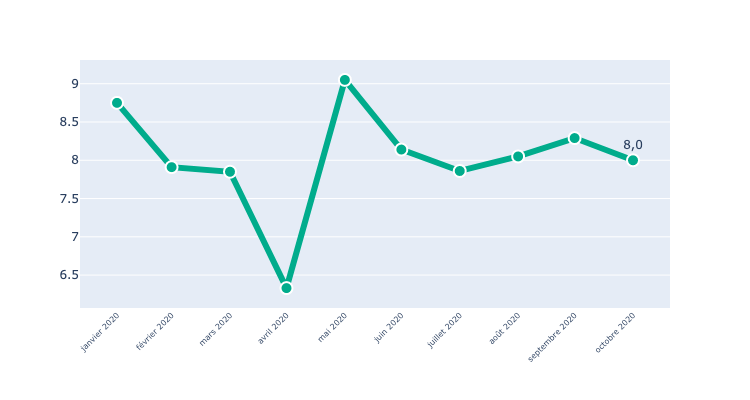 9
8.5
8
7.5
7
6.5
8,0
janvier 2020
février 2020
mars 2020
avril 2020
mai 2020
juin 2020
juillet 2020
août 2020
septembre 2020
octobre 2020